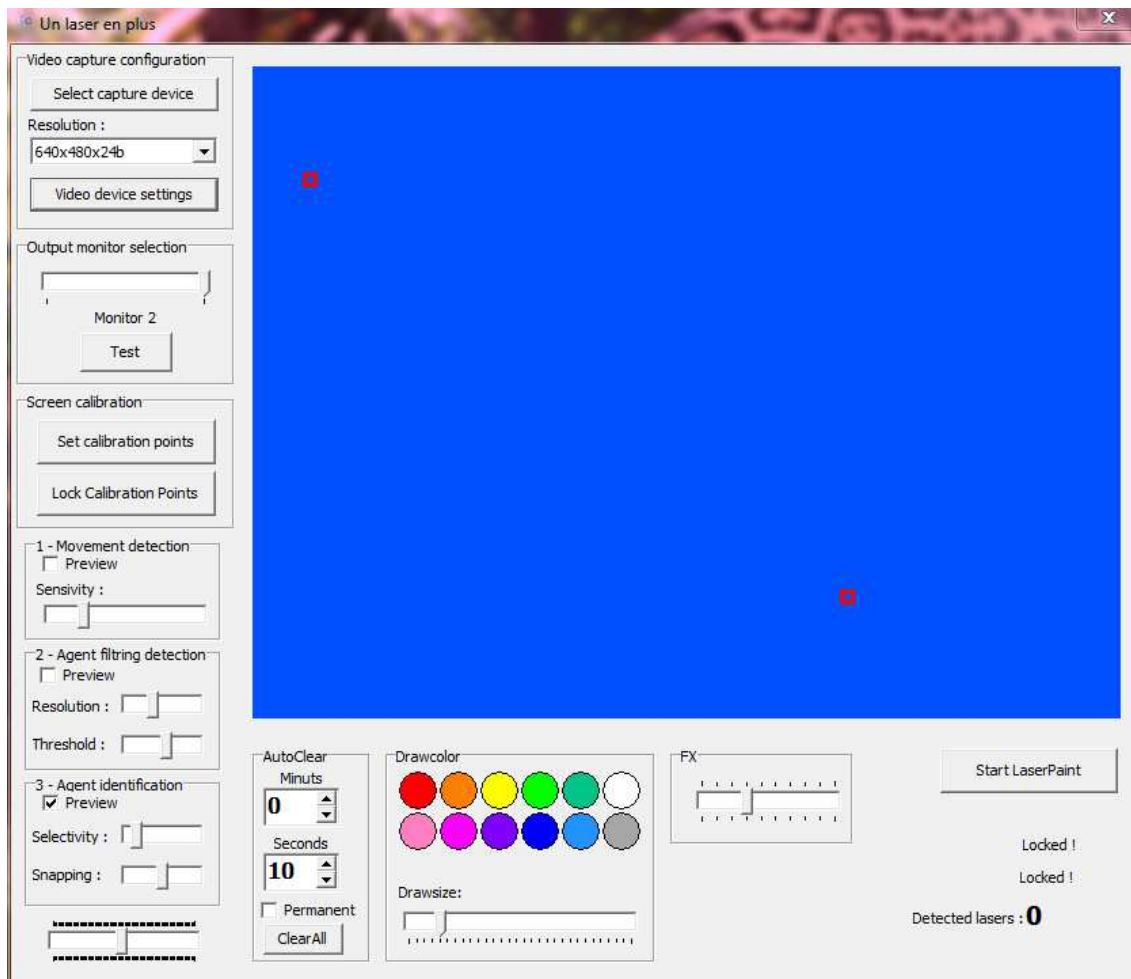 Un laser en plus
X
Video capture configuration
Select capture device
Resolution :
640x480x24b
Video device settings
Output monitor selection
Monitor 2
Test
Screen calibration
Set calibration points
Lock Calibration Points
1 - Movement detection
Preview
Sensivity :
2 - Agent filtring detection
Preview
Resolution :
Threshold :
3 - Agent identification
Preview
Selectivity :
Snapping :
AutoClear
Minuts
0
Seconds
10
Permanent
ClearAll
Drawcolor
Drawsize:
FX
Start LaserPaint
Locked !
Locked !
Detected lasers : 0